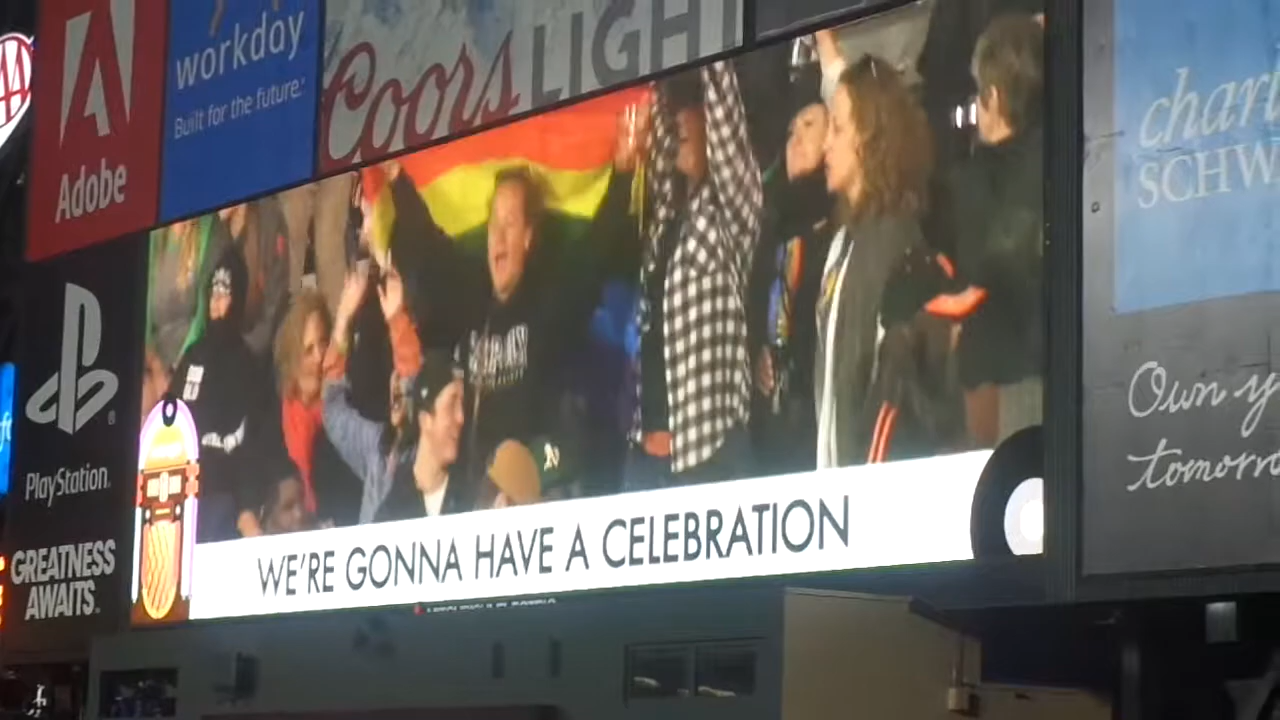 Adobe
workday
Built for the future.
Coors LIGHT
charl
SCHW
Own y
tomorro
PlayStation
GREATNESS
AWAITS
WE'RE GONNA HAVE A CELEBRATION